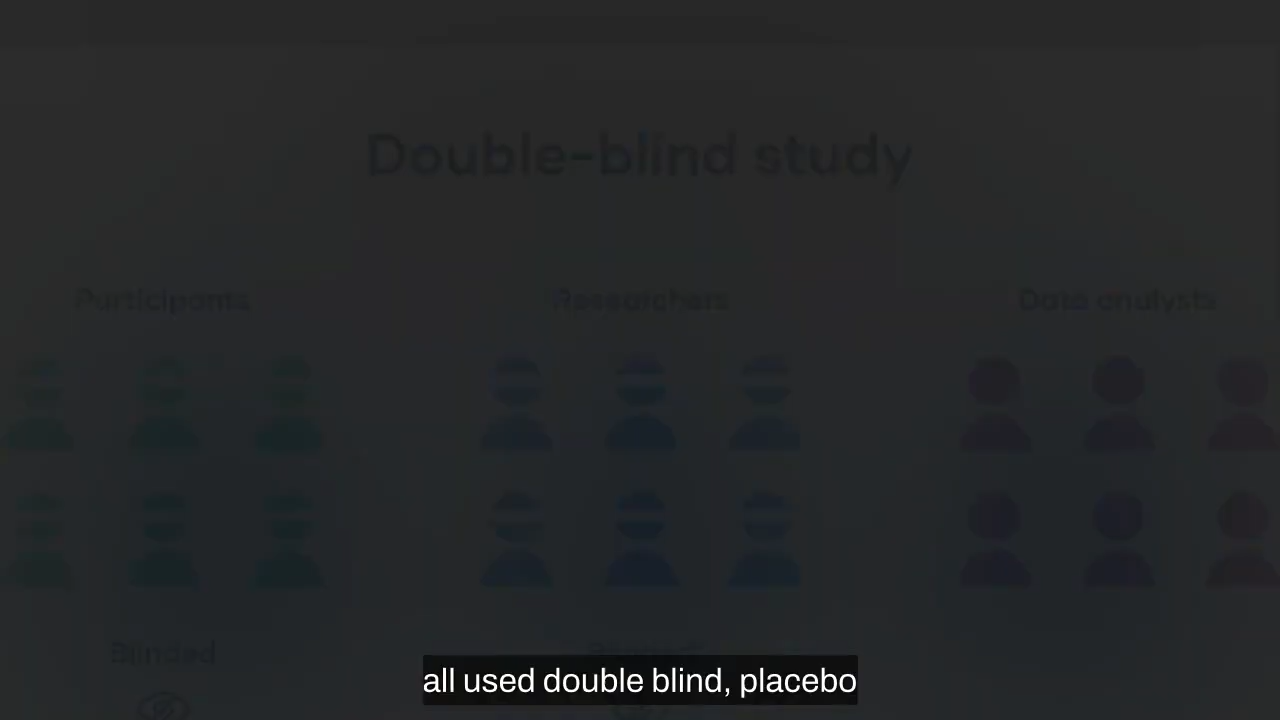 Double-blind study
Participants
Researchers
Data analysts
Blinded
all used double blind, placebo